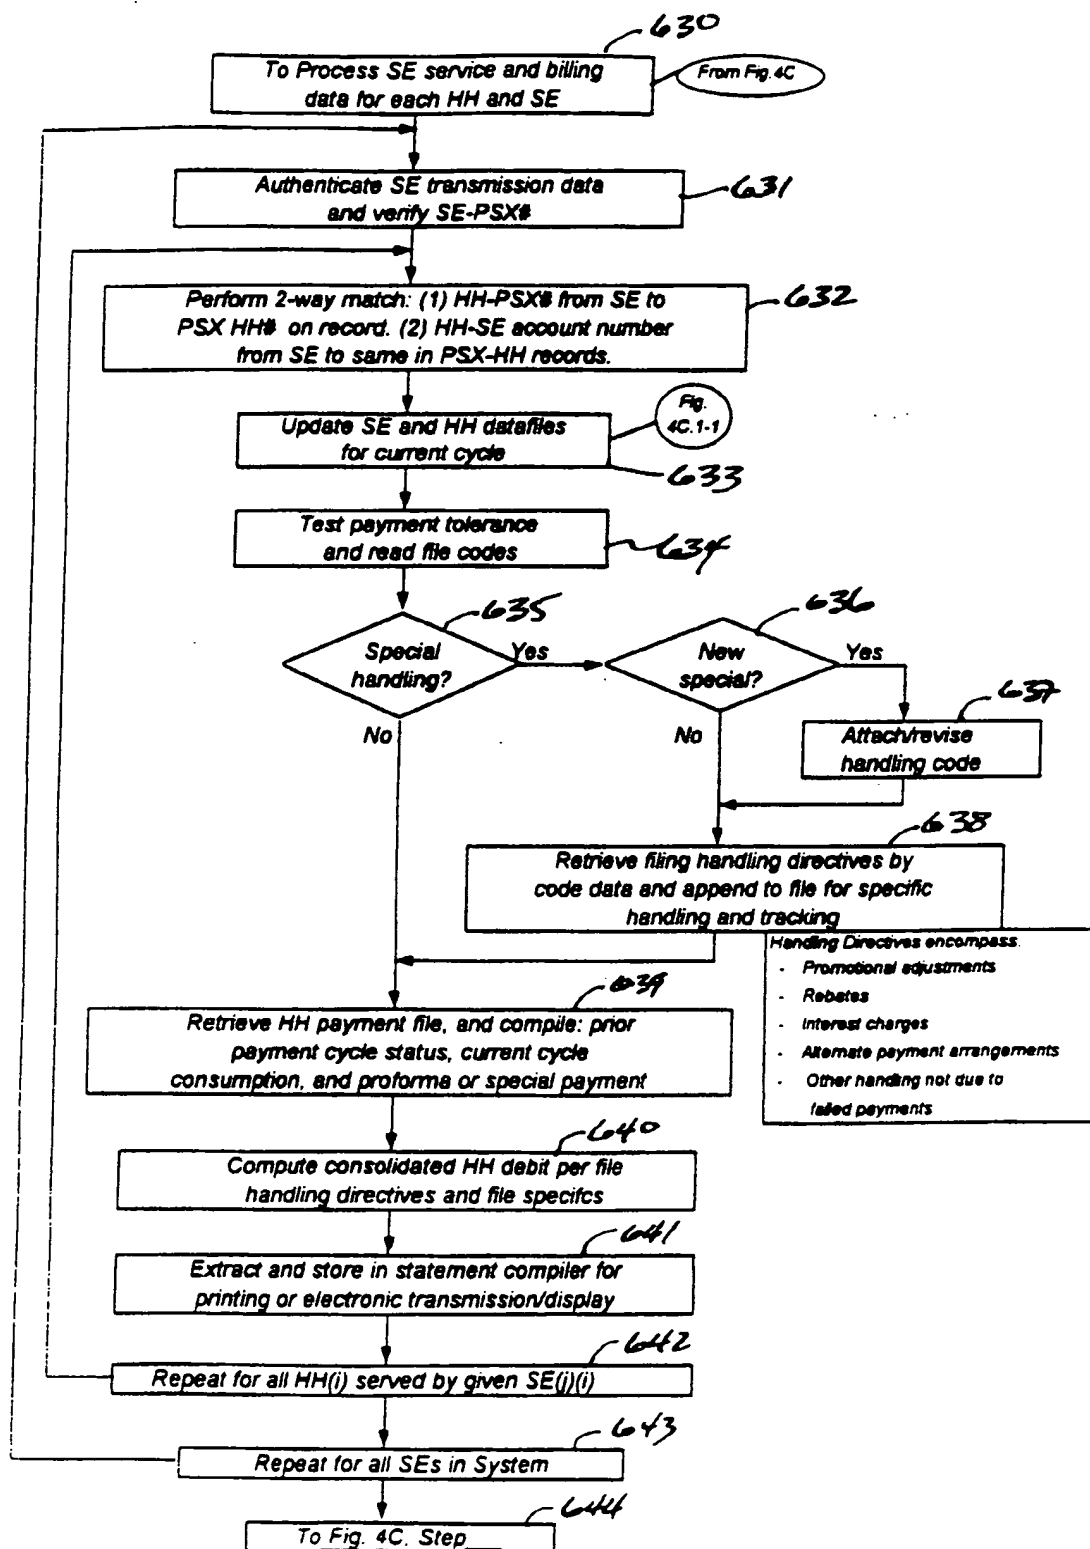 630
To Process SE service and billing
data for each HH and SE
From Fig.4C
Authenticate SE transmission data
and verify SE-PSX#
631
Perform 2-way match: (1) HH-PSX# from SE to
PSX HH# on record. (2) HH-SE account number
from SE to same in PSX-HH records.
632
Update SE and HH datafiles
for current cycle
Fig.
4C.1-1
633
Test payment tolerance
and read file codes
634
635
Special
handling?
Yes
No
636
New
special?
Yes
No
637
Attach/revise
handling code
638
Retrieve filing handling directives by
code data and append to file for specific
handling and tracking
Handling Directives encompass:
- Promotional adjustments
- Rebates
- Interest charges
- Alternate payment arrangements
- Other handling not due to
failed payments
639
Retrieve HH payment file, and compile: prior
payment cycle status, current cycle
consumption, and proforma or special payment
640
Compute consolidated HH debit per file
handling directives and file specifcs
641
Extract and store in statement compiler for
printing or electronic transmission/display
642
Repeat for all HH(i) served by given SE(j)(i)
643
Repeat for all SEs in System
644
To Fig. 4C. Step